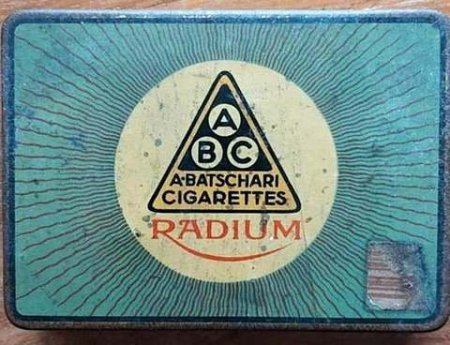 A
B C
A·BATSCHARI
CIGARETTES
RADIUM